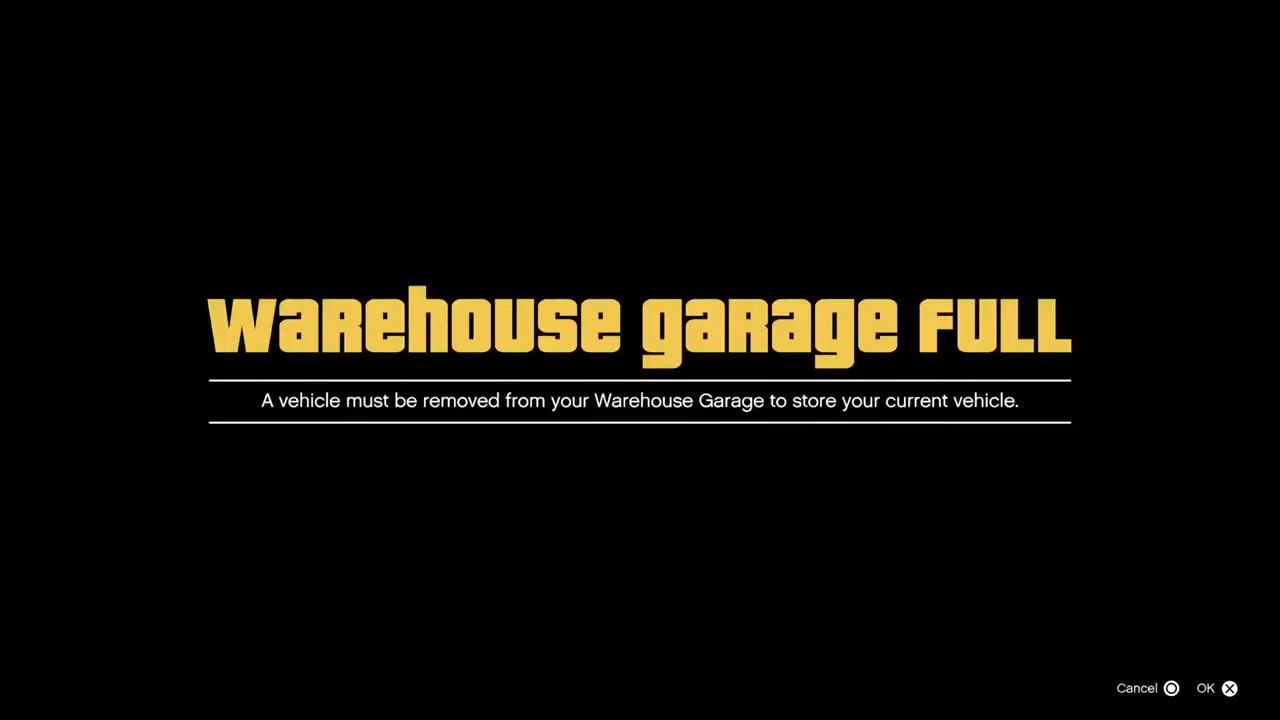 warehouse garage FULL
A vehicle must be removed from your Warehouse Garage to store your current vehicle.
Cancel OK